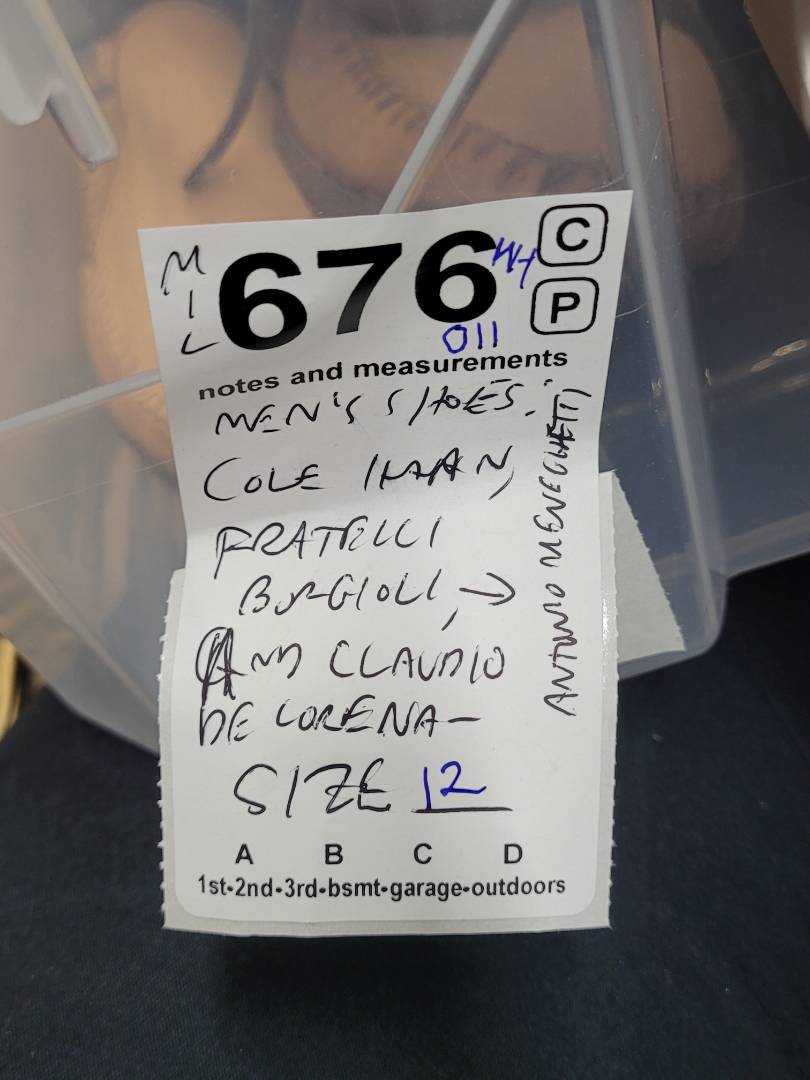 MIL
676
WY
C
P
011
notes and measurements
MEN'S SHOES:
COLE HAAN,
FRATELLI
BORGIOLI, →
ANTONIO MENEGHETTI
AND CLAUDIO
DE LORENA—
SIZE 12
A B C D
1st-2nd-3rd-bsmt-garage-outdoors